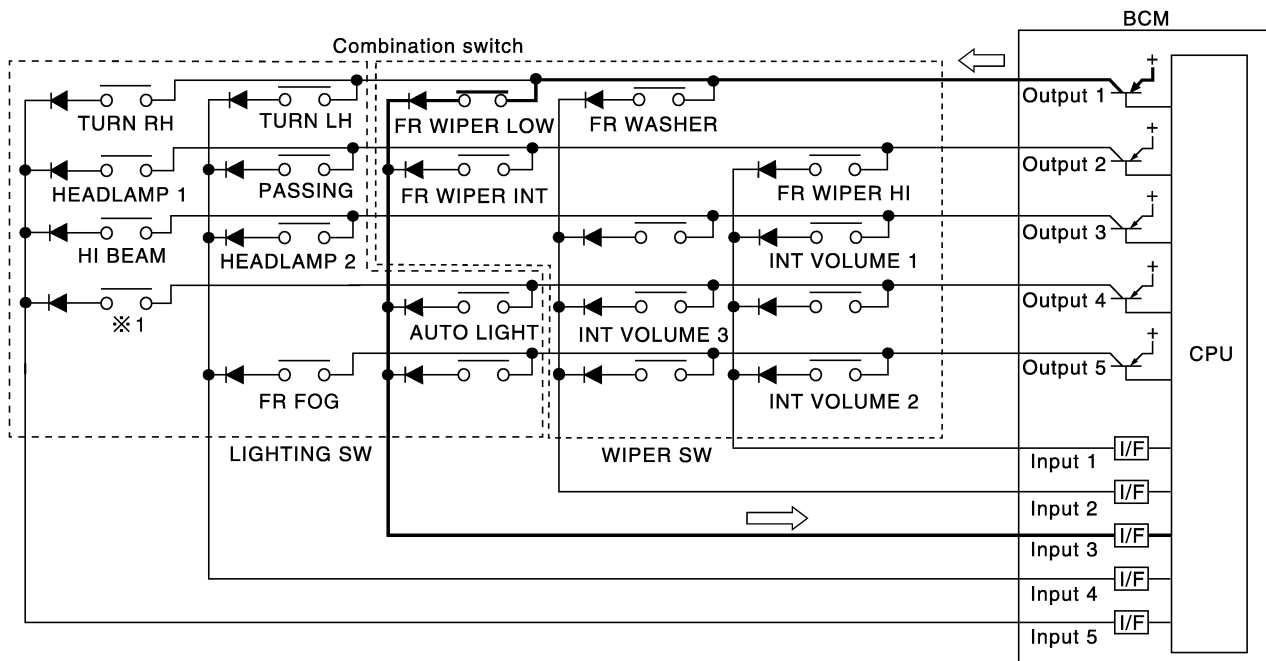 BCM
Combination switch
+
Output 1
TURN RH
TURN LH
FR WIPER LOW
FR WASHER
+
Output 2
HEADLAMP 1
PASSING
FR WIPER INT
FR WIPER HI
+
Output 3
HI BEAM
HEADLAMP 2
INT VOLUME 1
+
Output 4
※1
AUTO LIGHT
INT VOLUME 3
+
CPU
Output 5
FR FOG
INT VOLUME 2
LIGHTING SW
WIPER SW
I/F
Input 1
I/F
Input 2
I/F
Input 3
I/F
Input 4
I/F
Input 5